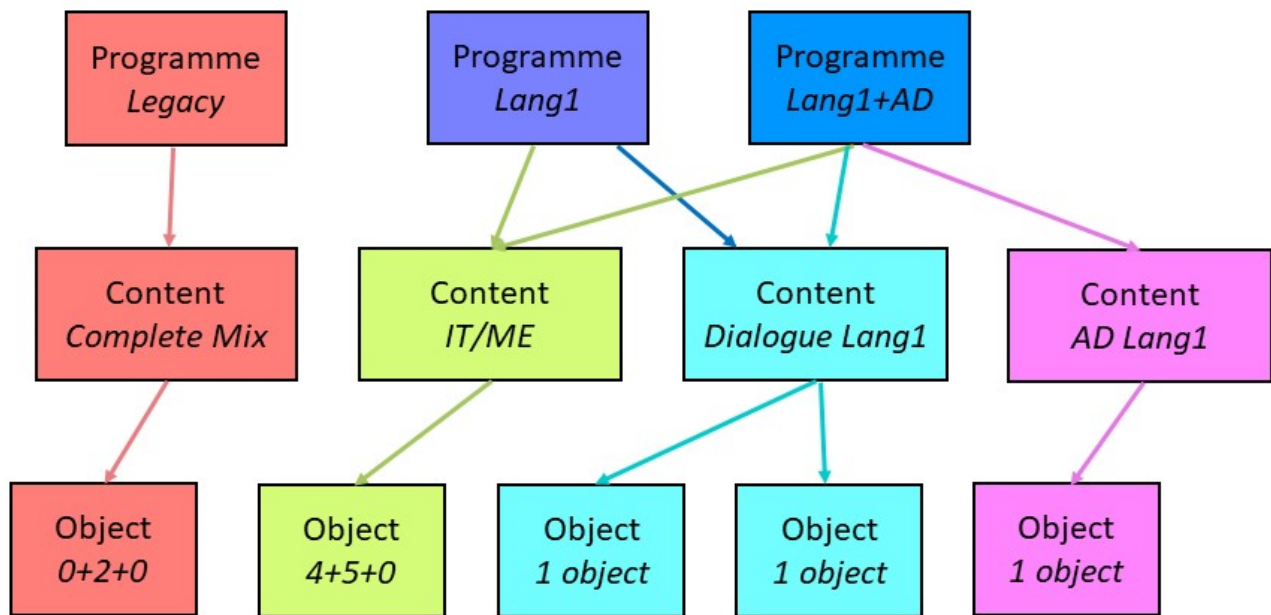 Programme
Legacy
Programme
Lang1
Programme
Lang1+AD
Content
Complete Mix
Content
IT/ME
Content
Dialogue Lang1
Content
AD Lang1
Object
0+2+0
Object
4+5+0
Object
1 object
Object
1 object
Object
1 object